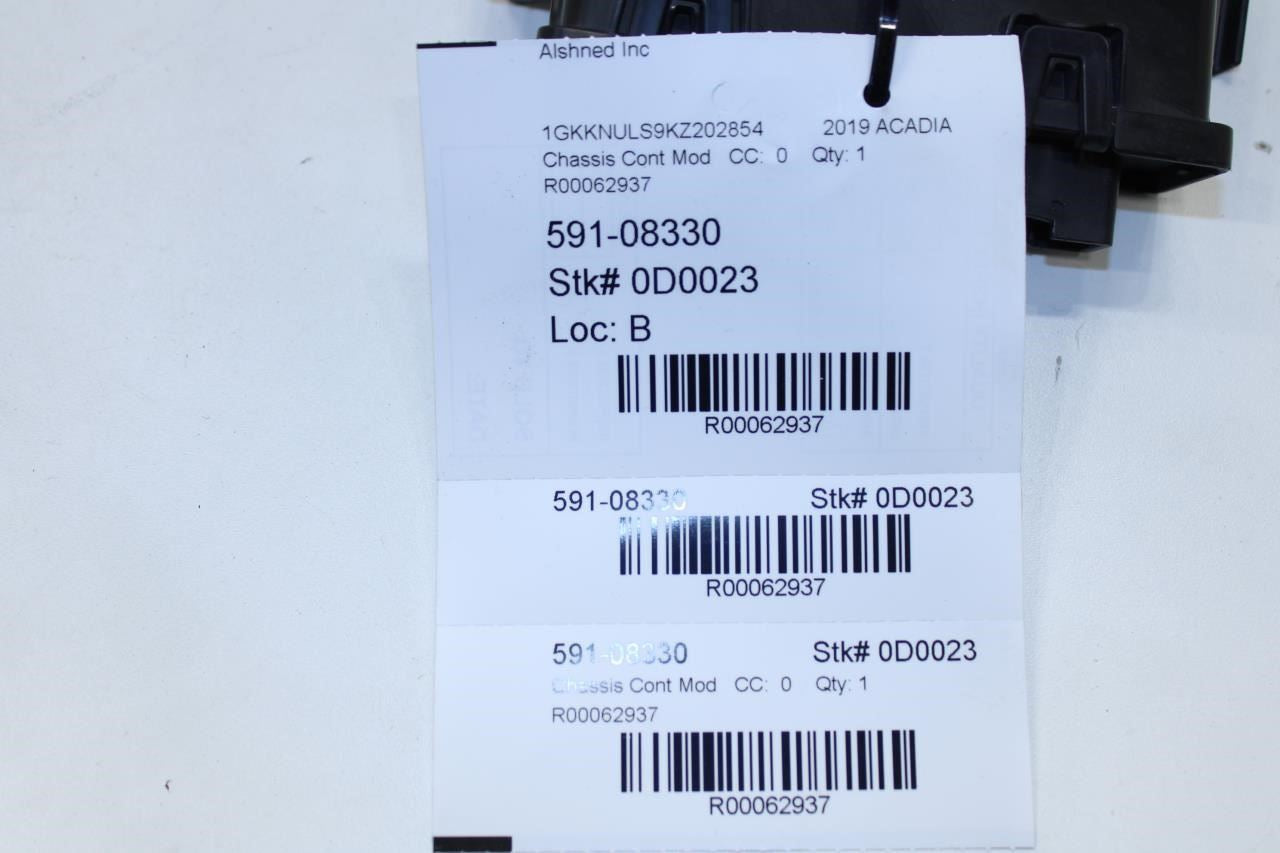 Alshned Inc
1GKKNULS9KZ202854 2019 ACADIA
Chassis Cont Mod CC: 0 Qty: 1
R00062937
591-08330
Stk# 0D0023
Loc: B
R00062937
591-08330 Stk# 0D0023
R00062937
591-08330 Stk# 0D0023
Chassis Cont Mod CC: 0 Qty: 1
R00062937
R00062937